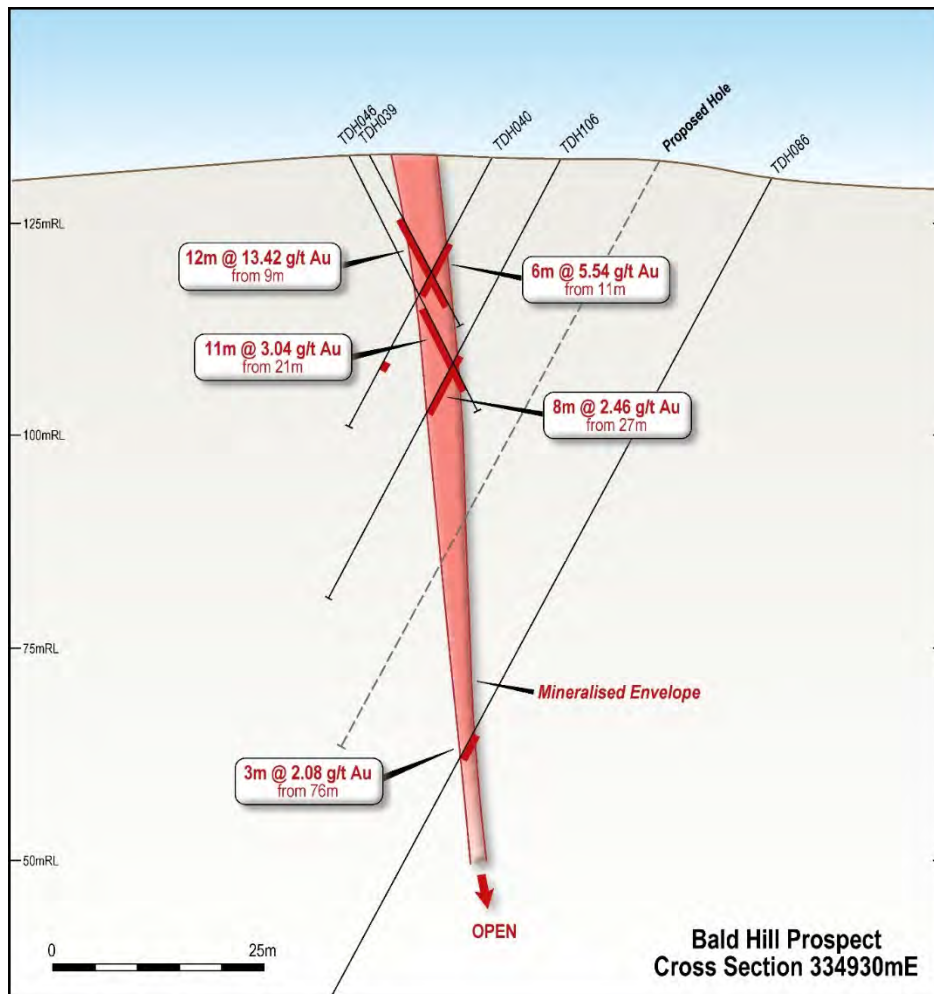 TDH046
TDH039
TDH040
TDH106
Proposed Hole
TDH086
125mRL
12m @ 13.42 g/t Au
from 9m
6m @ 5.54 g/t Au
from 11m
11m @ 3.04 g/t Au
from 21m
8m @ 2.46 g/t Au
from 27m
100mRL
75mRL
Mineralised Envelope
3m @ 2.08 g/t Au
from 76m
50mRL
OPEN
0 25m
Bald Hill Prospect
Cross Section 334930mE